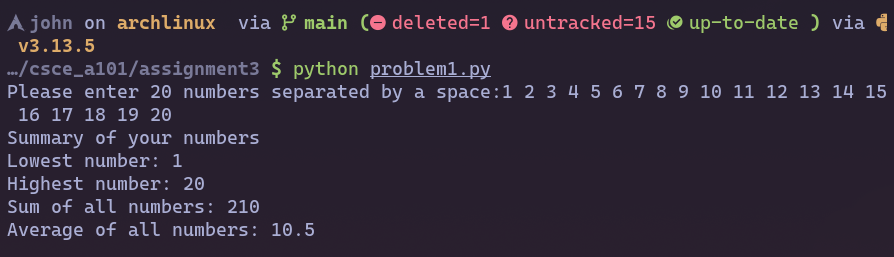 john on archlinux via main ( deleted=1 untracked=15 up-to-date ) via
v3.13.5
…/csce_a101/assignment3 $ python problem1.py
Please enter 20 numbers separated by a space:1 2 3 4 5 6 7 8 9 10 11 12 13 14 15
16 17 18 19 20
Summary of your numbers
Lowest number: 1
Highest number: 20
Sum of all numbers: 210
Average of all numbers: 10.5